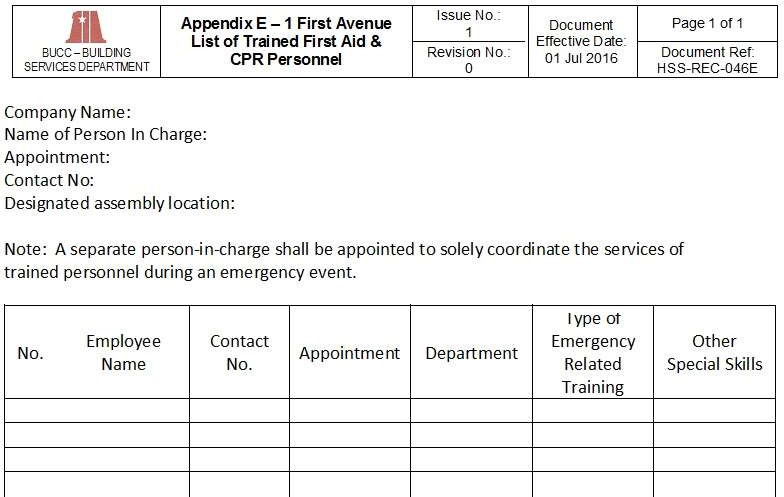 BUCC – BUILDING
SERVICES DEPARTMENT
Appendix E – 1 First Avenue
List of Trained First Aid &
CPR Personnel
Issue No.:
1
Revision No.:
0
Document
Effective Date:
01 Jul 2016
Page 1 of 1
Document Ref:
HSS-REC-046E
Company Name:
Name of Person In Charge:
Appointment:
Contact No:
Designated assembly location:
Note: A separate person-in-charge shall be appointed to solely coordinate the services of
trained personnel during an emergency event.
No.
Employee
Name
Contact
No.
Appointment
Department
Type of
Emergency
Related
Training
Other
Special Skills